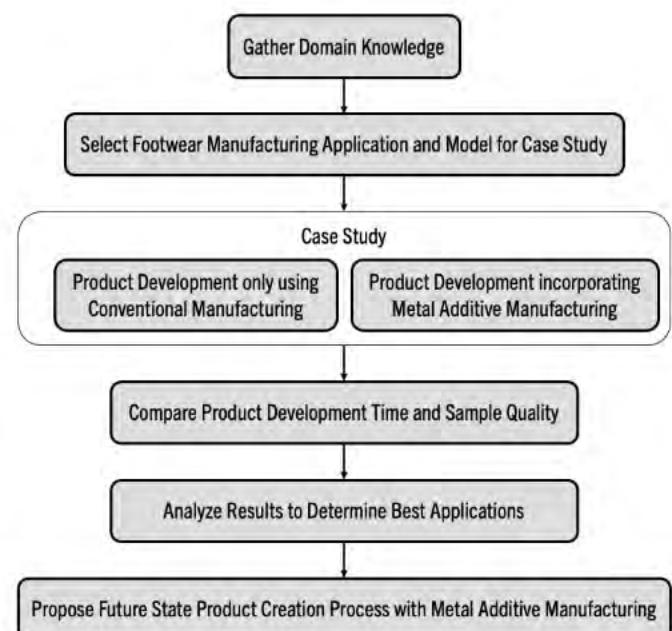 Gather Domain Knowledge
Select Footwear Manufacturing Application and Model for Case Study
Case Study
Product Development only using
Conventional Manufacturing
Product Development incorporating
Metal Additive Manufacturing
Compare Product Development Time and Sample Quality
Analyze Results to Determine Best Applications
Propose Future State Product Creation Process with Metal Additive Manufacturing